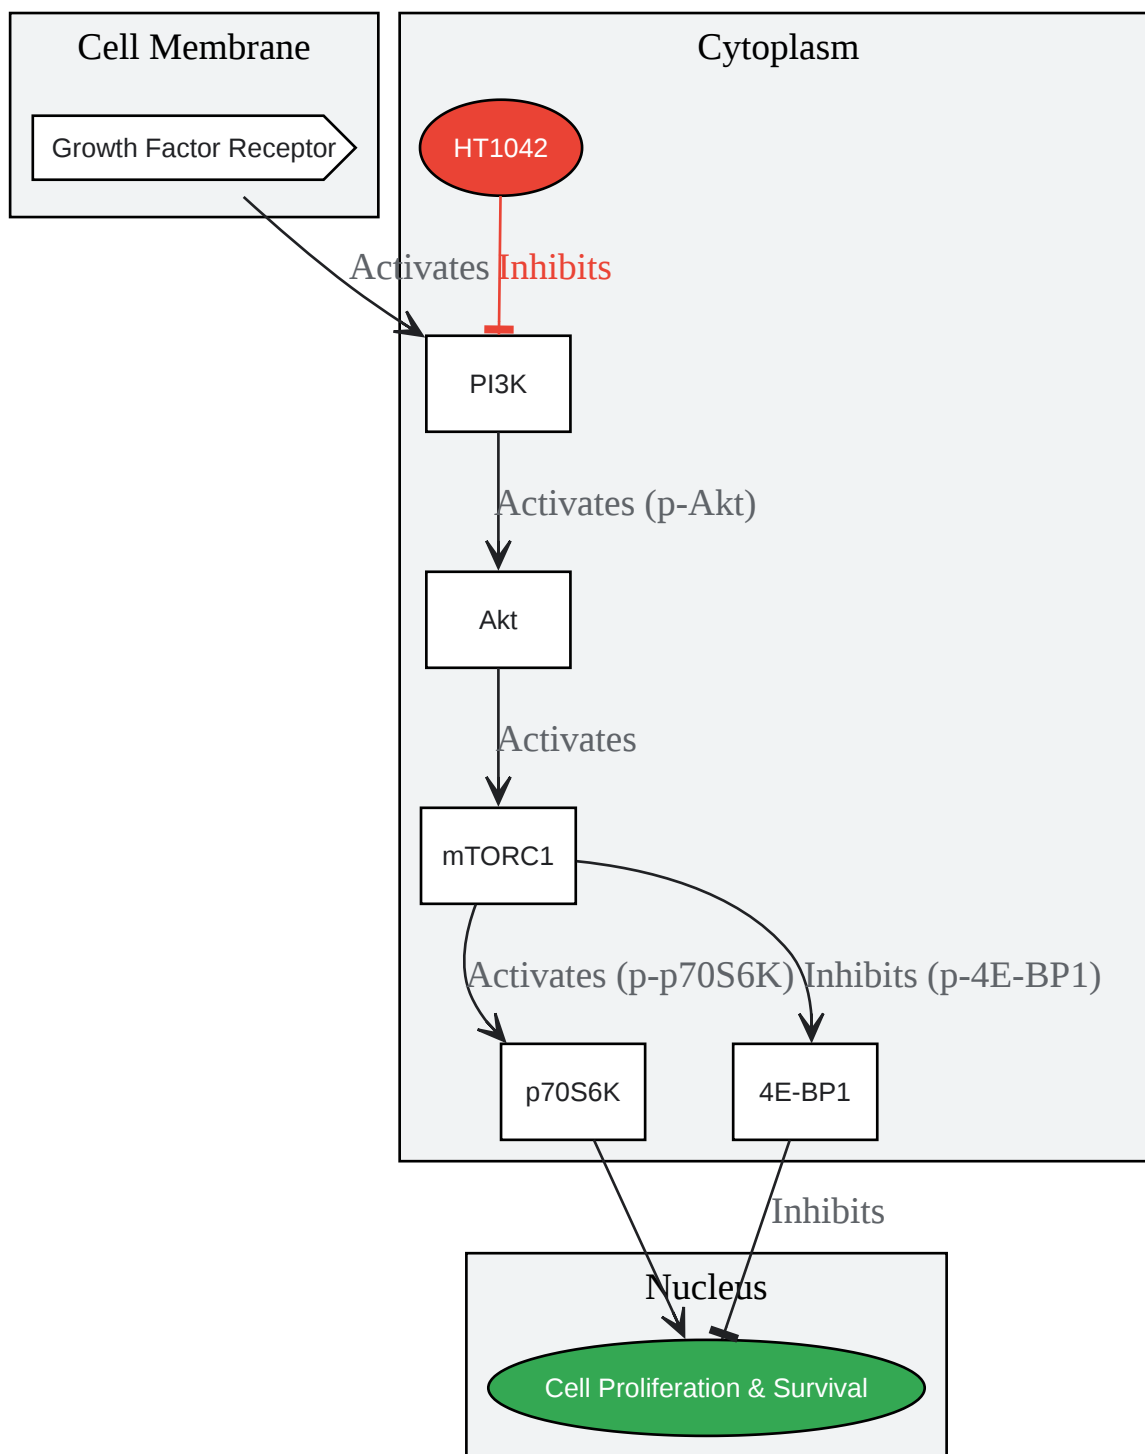 Cell Membrane
Cytoplasm
Growth Factor Receptor
HT1042
Activates
Inhibits
PI3K
Activates (p-Akt)
Akt
Activates
mTORC1
Activates (p-p70S6K)
Inhibits (p-4E-BP1)
p70S6K
4E-BP1
Inhibits
Nucleus
Cell Proliferation & Survival